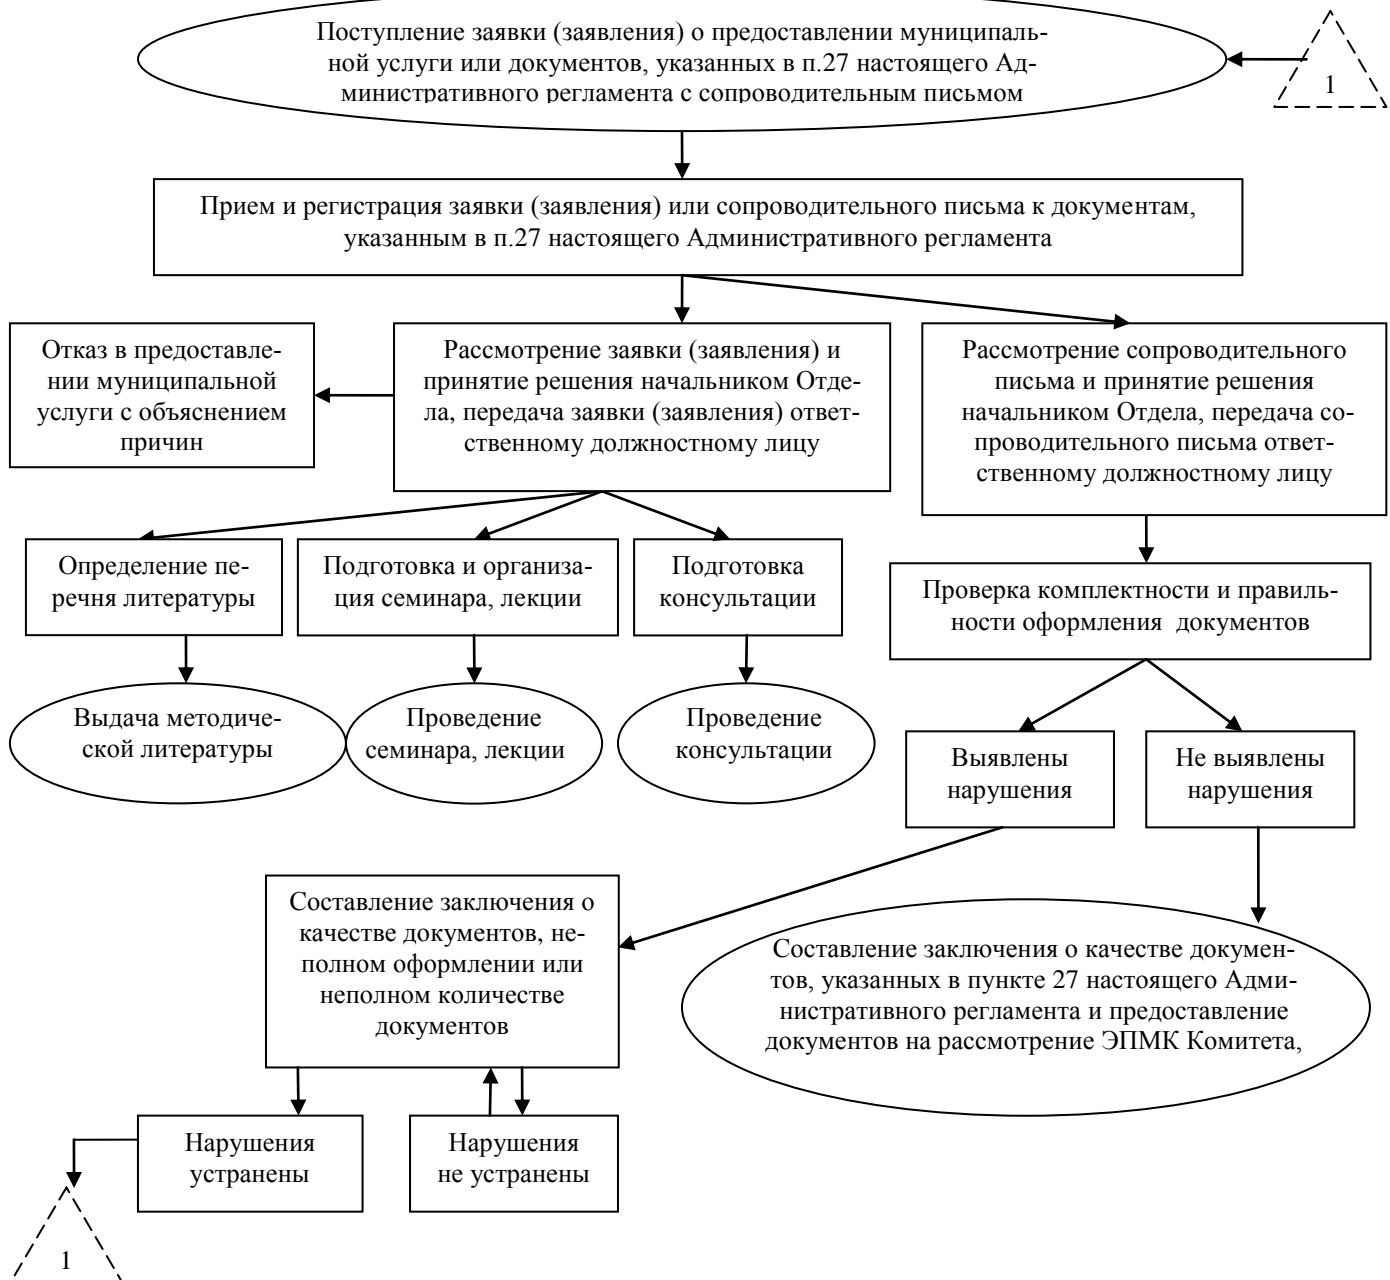 Поступление заявки (заявления) о предоставлении муниципаль-
ной услуги или документов, указанных в п.27 настоящего Ад-
министративного регламента с сопроводительным письмом
1
Прием и регистрация заявки (заявления) или сопроводительного письма к документам,
указанным в п.27 настоящего Административного регламента
Отказ в предоставле-
нии муниципальной
услуги с объяснением
причин
Рассмотрение заявки (заявления) и
принятие решения начальником Отде-
ла, передача заявки (заявления) ответ-
ственному должностному лицу
Рассмотрение сопроводительного
письма и принятие решения
начальником Отдела, передача со-
проводительного письма ответ-
ственному должностному лицу
Определение пе-
речня литературы
Подготовка и организа-
ция семинара, лекции
Подготовка
консультации
Проверка комплектности и правиль-
ности оформления документов
Выдача методиче-
ской литературы
Проведение
семинара, лекции
Проведение
консультации
Выявлены
нарушения
Не выявлены
нарушения
Составление заключения о
качестве документов, не-
полном оформлении или
неполном количестве
документов
Составление заключения о качестве докумен-
тов, указанных в пункте 27 настоящего Адми-
нистративного регламента и предоставление
документов на рассмотрение ЭПМК Комитета,
Нарушения
устранены
Нарушения
не устранены
1